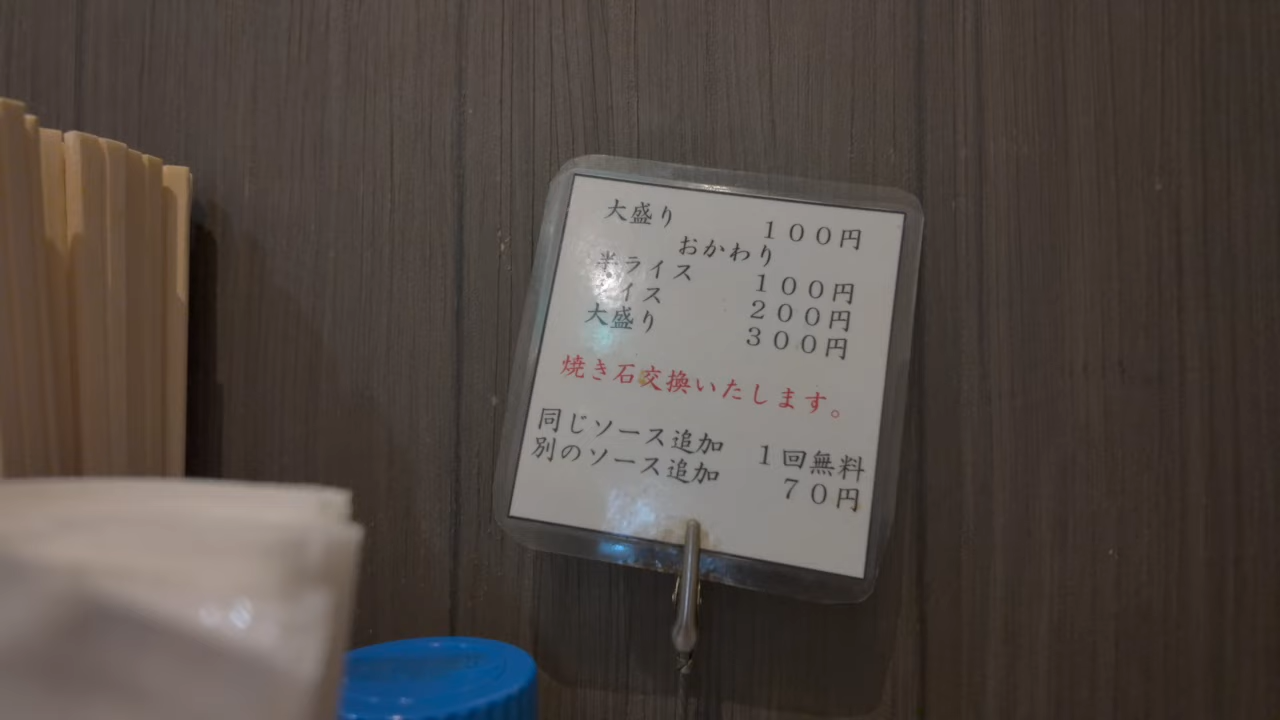 大盛り　１００円
おかわり
半ライス　１００円
ライス　２００円
大盛り　３００円
焼き石交換いたします。
同じソース追加　１回無料
別のソース追加　７０円